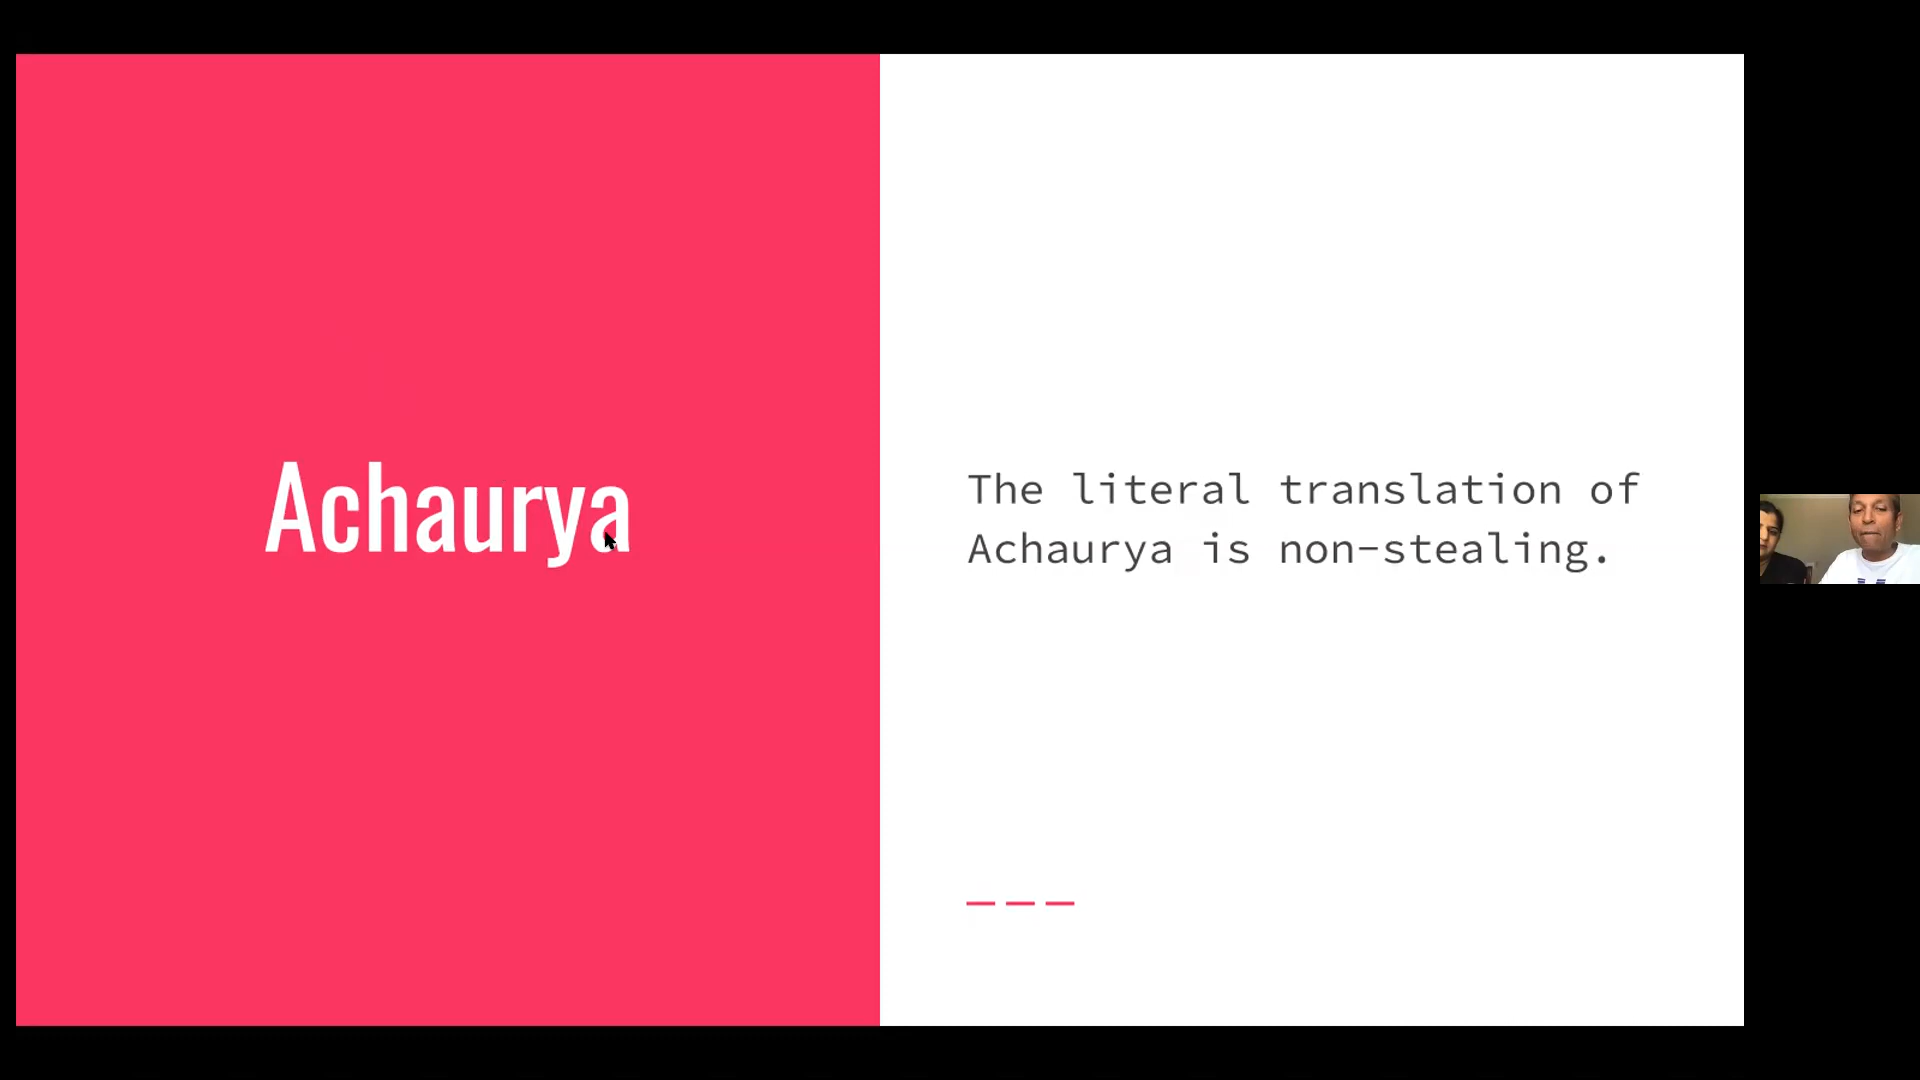 Achaurya
The literal translation of
Achaurya is non-stealing.